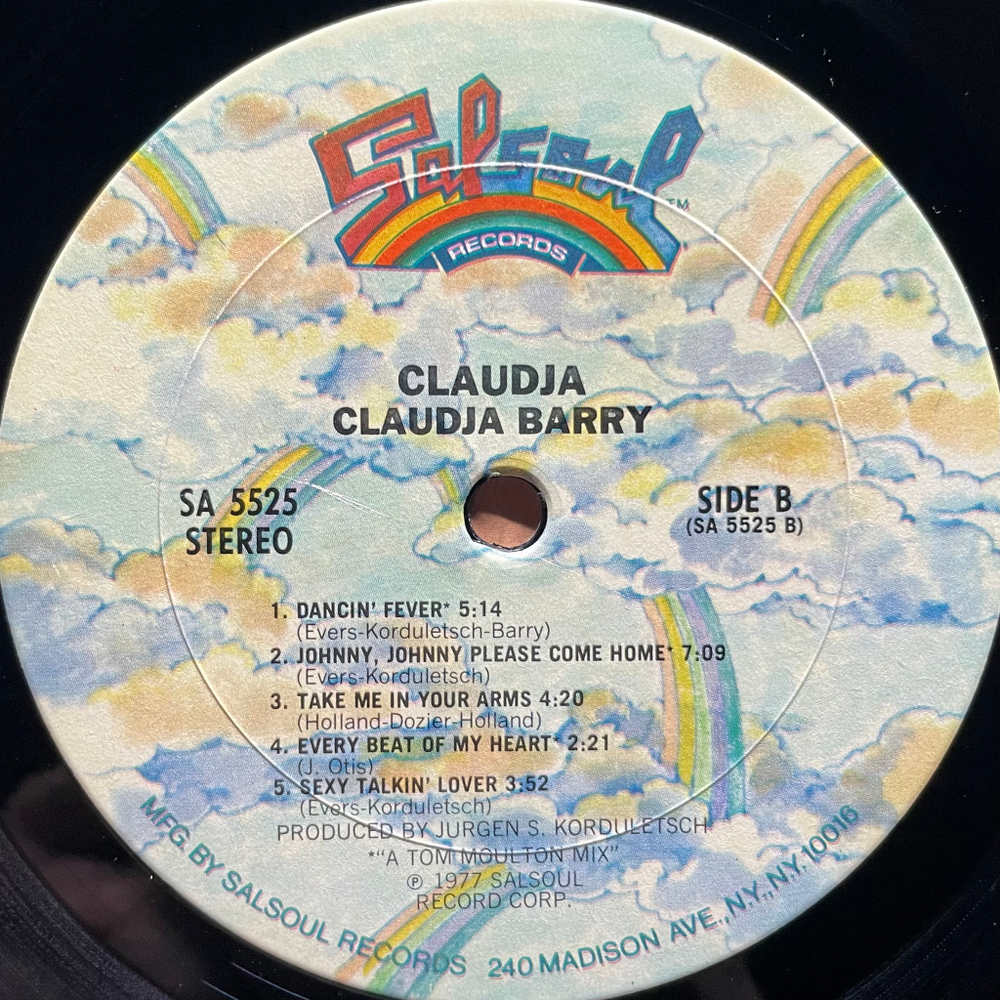 Salsoul TM
RECORDS
CLAUDJA
CLAUDJA BARRY
SA 5525
STEREO
SIDE B
(SA 5525 B)
1. DANCIN' FEVER* 5:14
(Evers-Korduletsch-Barry)
2. JOHNNY, JOHNNY PLEASE COME HOME* 7:09
(Evers-Korduletsch)
3. TAKE ME IN YOUR ARMS 4:20
(Holland-Dozier-Holland)
4. EVERY BEAT OF MY HEART* 2:21
(J. Otis)
5. SEXY TALKIN' LOVER 3:52
(Evers-Korduletsch)
PRODUCED BY JURGEN S. KORDULETSCH
*"A TOM MOULTON MIX"
℗ 1977 SALSOUL
RECORD CORP.
MFG. BY SALSOUL RECORDS 240 MADISON AVE., N.Y., N.Y. 10016